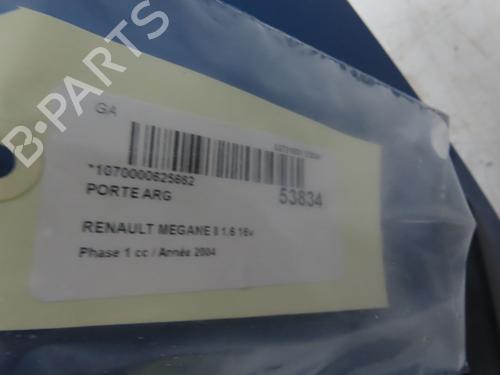 GA
*1070000625662
53834
PORTE ARG
RENAULT MEGANE II 1.6 16v
Phase 1 cc / Année 2004
B-PARTS